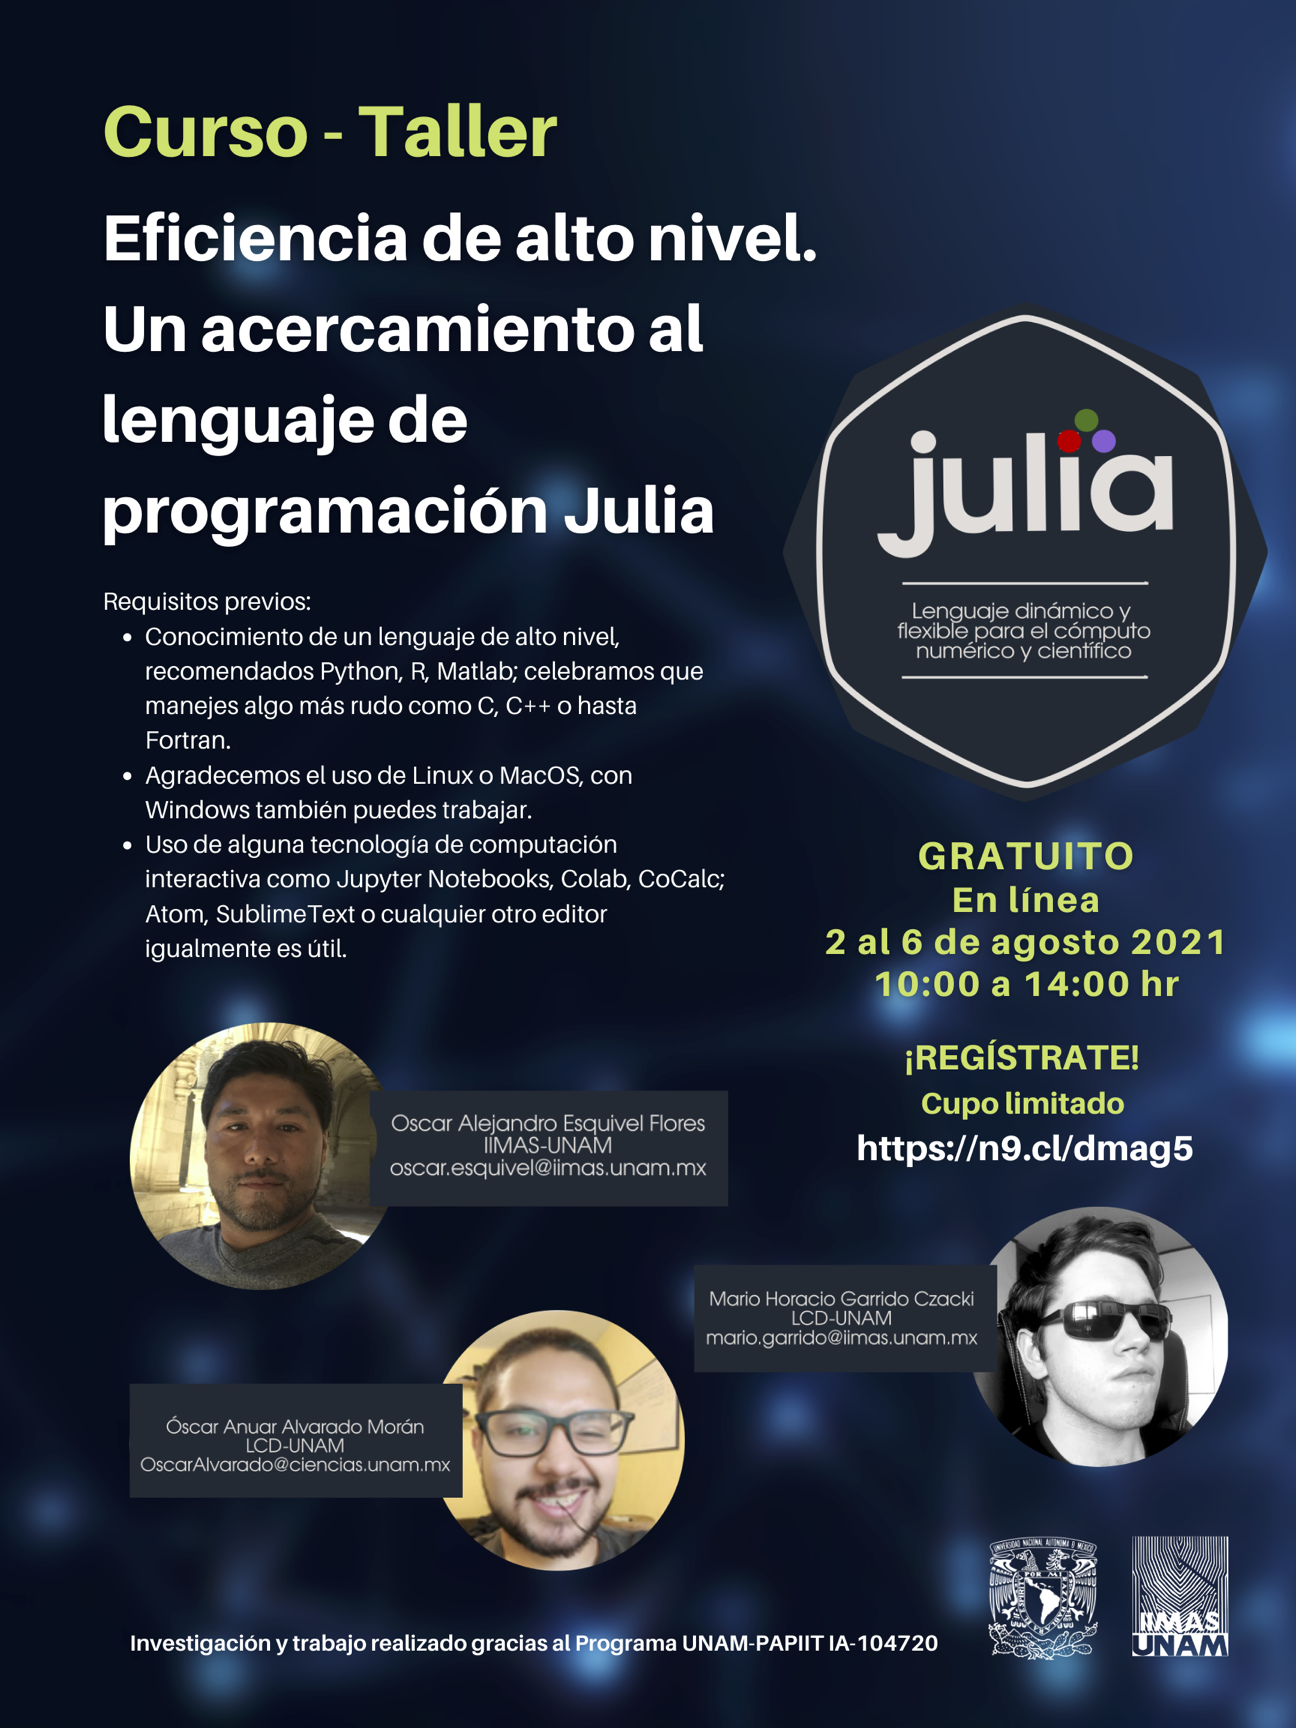 Curso - Taller
Eficiencia de alto nivel.
Un acercamiento al
lenguaje de
programación Julia
julia
Lenguaje dinámico y
flexible para el cómputo
numérico y científico
Requisitos previos:
• Conocimiento de un lenguaje de alto nivel,
recomendados Python, R, Matlab; celebramos que
manejes algo más rudo como C, C++ o hasta
Fortran.
• Agradecemos el uso de Linux o MacOS, con
Windows también puedes trabajar.
• Uso de alguna tecnología de computación
interactiva como Jupyter Notebooks, Colab, CoCalc;
Atom, SublimeText o cualquier otro editor
igualmente es útil.
GRATUITO
En línea
2 al 6 de agosto 2021
10:00 a 14:00 hr
¡REGÍSTRATE!
Cupo limitado
https://n9.cl/dmag5
Oscar Alejandro Esquivel Flores
IIMAS-UNAM
oscar.esquivel@iimas.unam.mx
Mario Horacio Garrido Czacki
LCD-UNAM
mario.garrido@iimas.unam.mx
Óscar Anuar Alvarado Morán
LCD-UNAM
OscarAlvarado@ciencias.unam.mx
Investigación y trabajo realizado gracias al Programa UNAM-PAPIIT IA-104720
UNIVERSIDAD NACIONAL AUTONOMA
IIMAS
UNAM